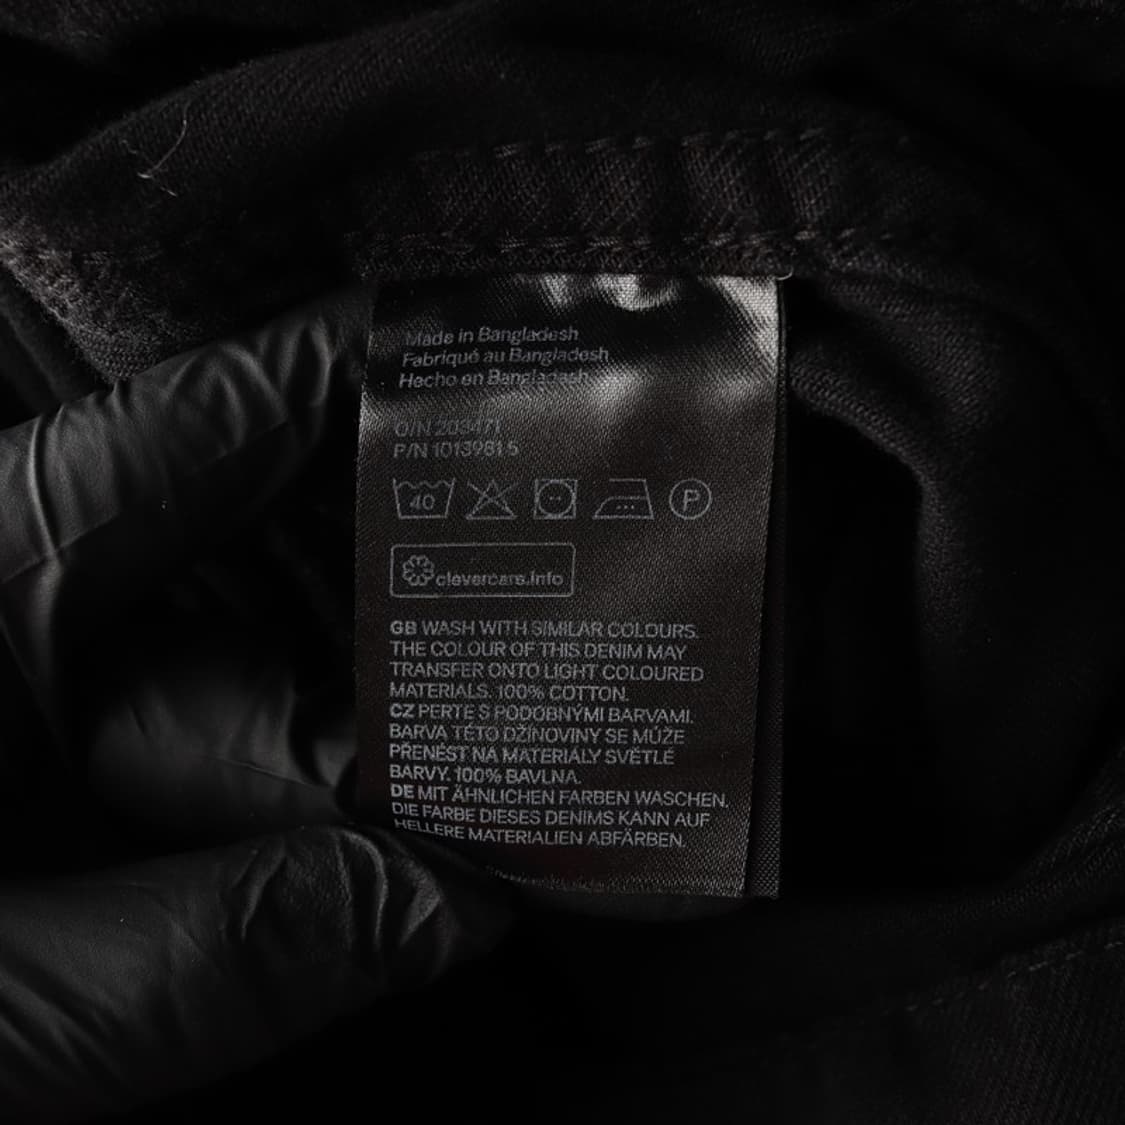 Made in Bangladesh
Fabriqué au Bangladesh
Hecho en Bangladesh
O/N 203471
P/N 1013981 5
40
P
clevercare.info
GB WASH WITH SIMILAR COLOURS.
THE COLOUR OF THIS DENIM MAY
TRANSFER ONTO LIGHT COLOURED
MATERIALS. 100% COTTON.
CZ PERTE S PODOBNÝMI BARVAMI.
BARVA TÉTO DŽÍNOVINY SE MŮŽE
PŘENÉST NA MATERIÁLY SVĚTLÉ
BARVY. 100% BAVLNA.
DE MIT ÄHNLICHEN FARBEN WASCHEN.
DIE FARBE DIESES DENIMS KANN AUF
HELLERE MATERIALIEN ABFÄRBEN.